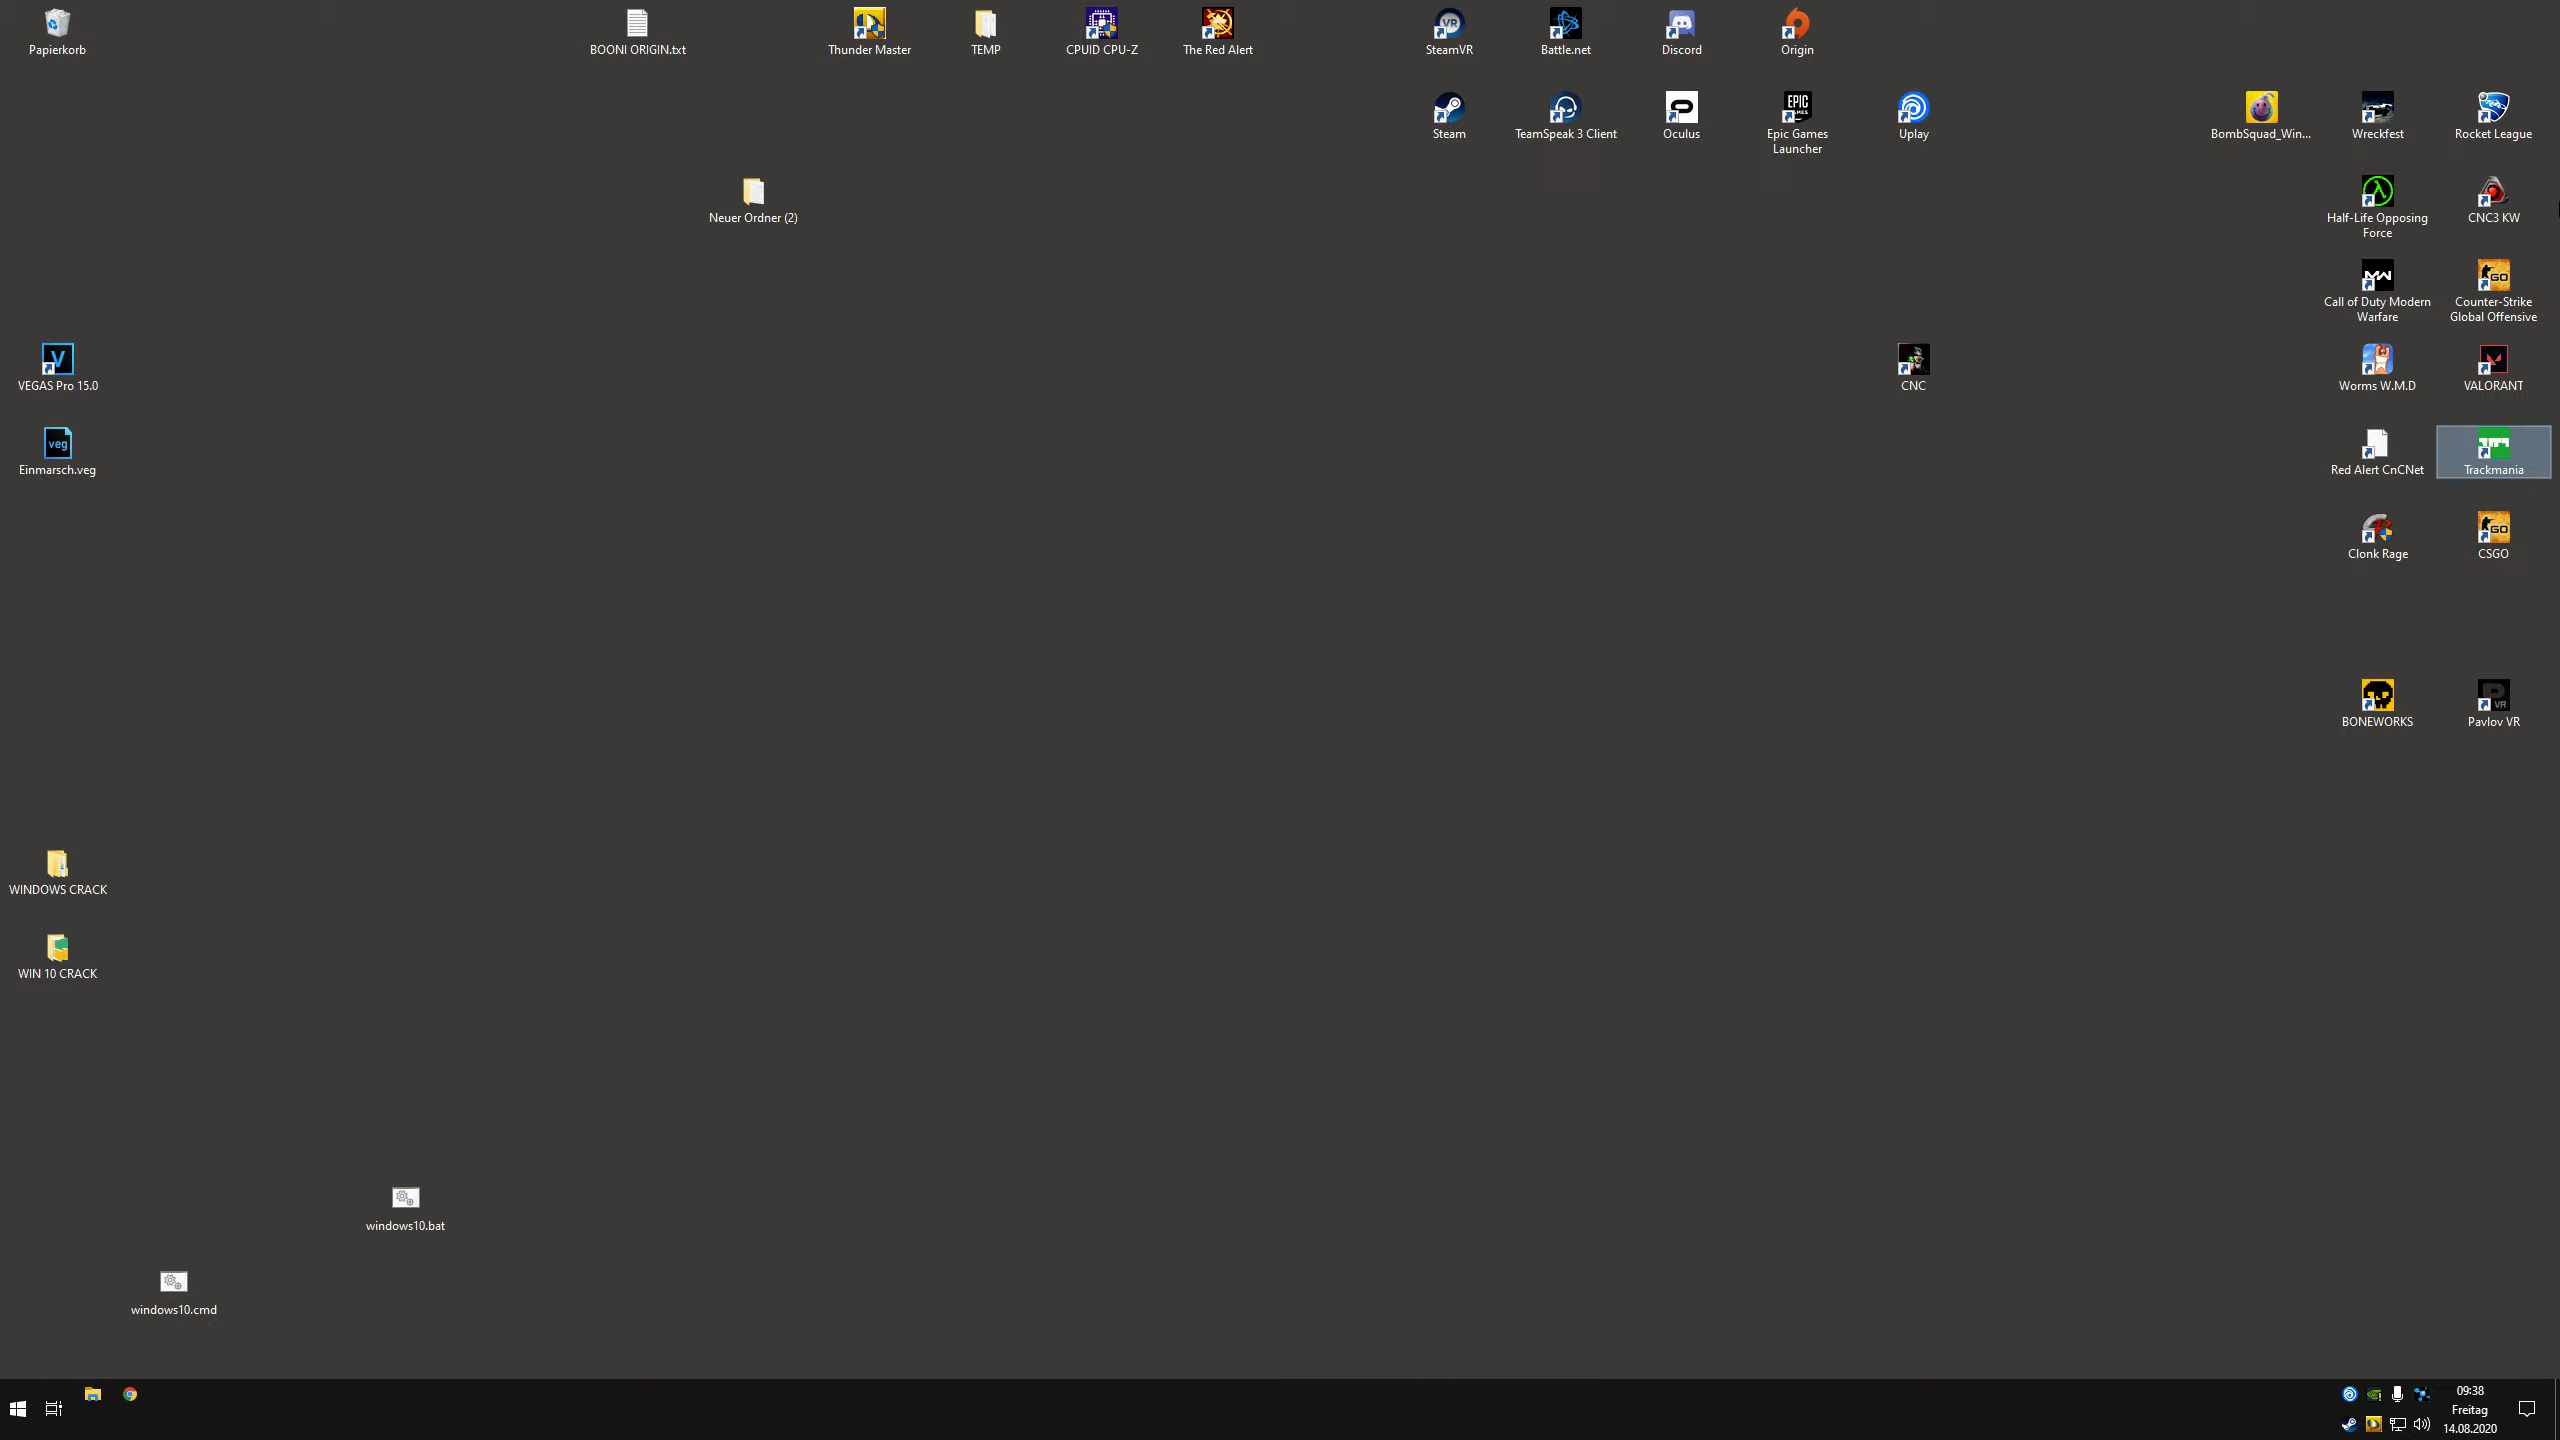 Papierkorb
BOONI ORIGIN.txt
Thunder Master
TEMP
CPUID CPU-Z
The Red Alert
SteamVR
Battle.net
Discord
Origin
Steam
TeamSpeak 3 Client
Oculus
EPIC
GAMES
Epic Games
Launcher
Uplay
BombSquad_Win...
Wreckfest
Rocket League
Neuer Ordner (2)
Half-Life Opposing
Force
CNC3 KW
Call of Duty Modern
Warfare
Counter-Strike
Global Offensive
VEGAS Pro 15.0
CNC
Worms W.M.D
VALORANT
veg
Einmarsch.veg
Red Alert CnCNet
Trackmania
Clonk Rage
CSGO
BONEWORKS
Pavlov VR
WINDOWS CRACK
WIN 10 CRACK
windows10.bat
windows10.cmd
09:38
Freitag
14.08.2020